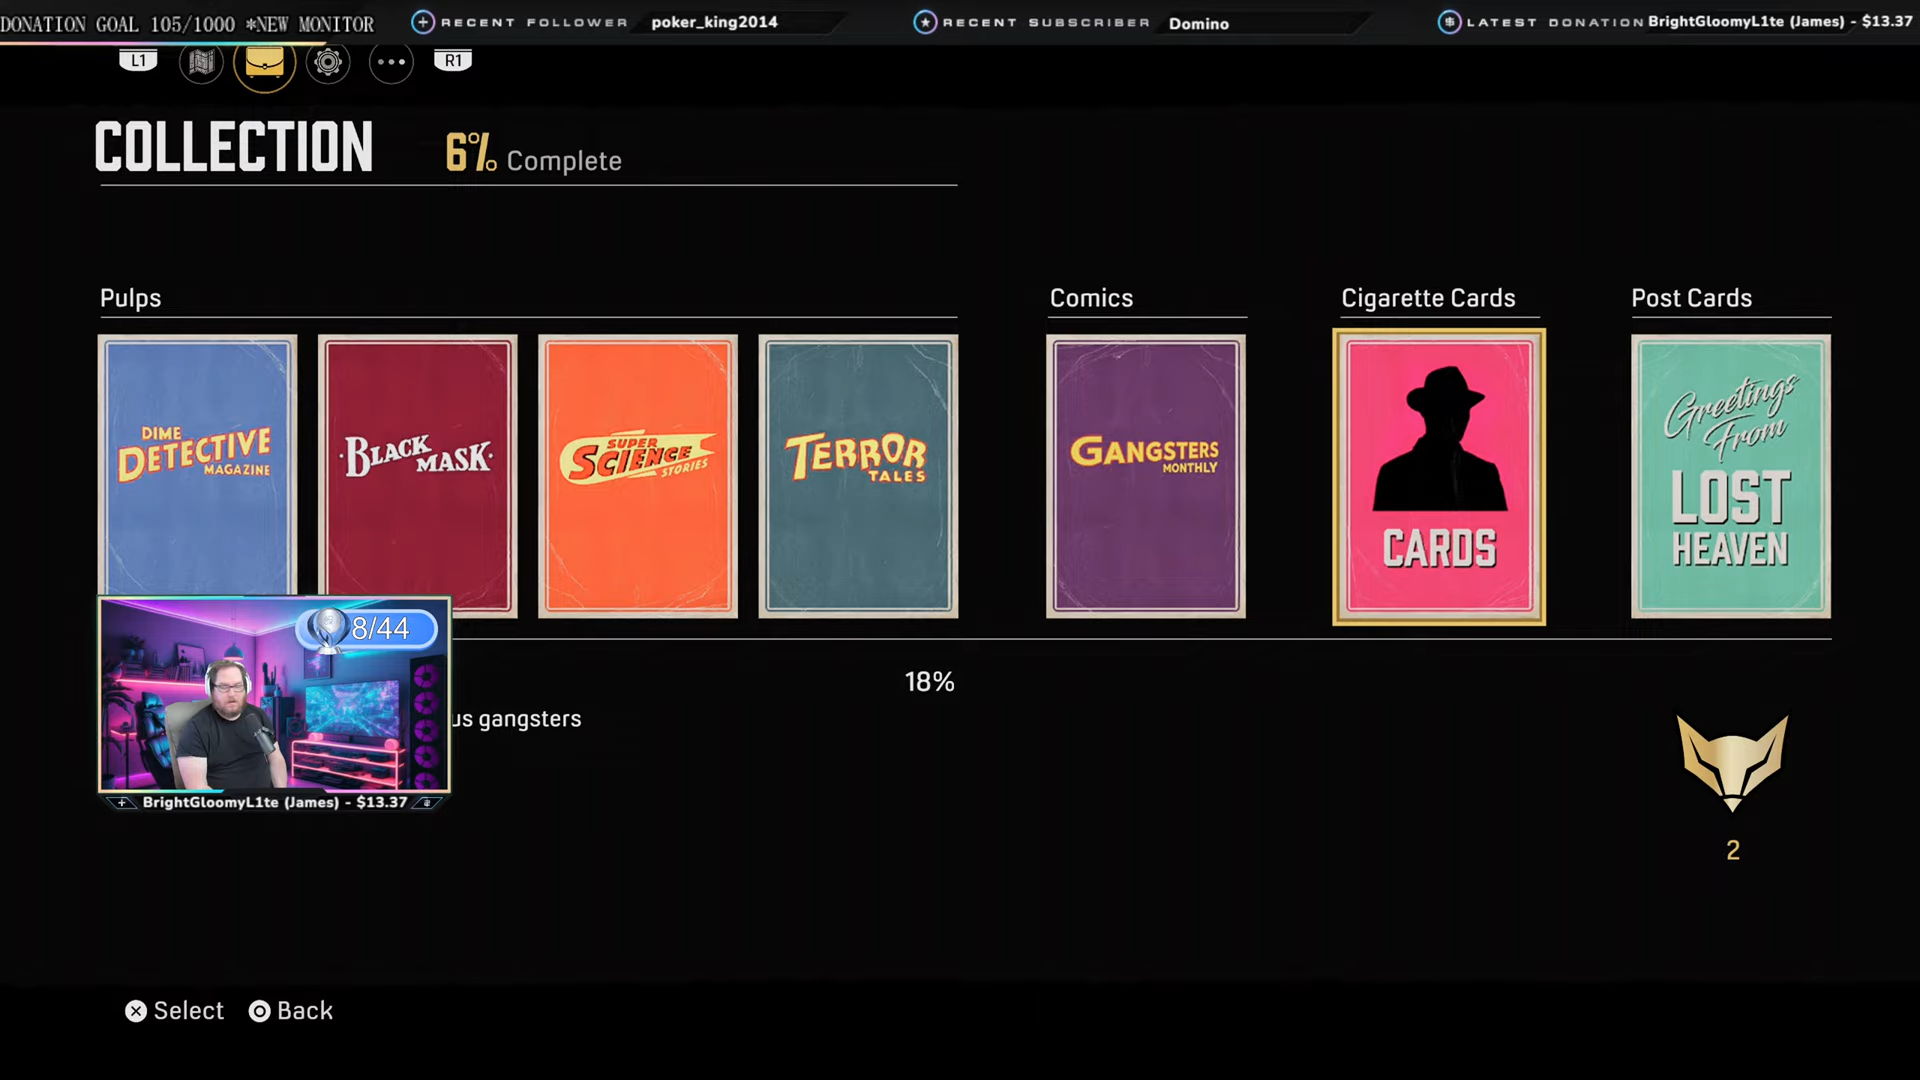 DONATION GOAL 105/1000 *NEW MONITOR
RECENT FOLLOWER poker_king2014
RECENT SUBSCRIBER Domino
LATEST DONATION BrightGloomyL1te (James) - $13.37
L1
R1
COLLECTION
6% Complete
Pulps
Comics
Cigarette Cards
Post Cards
DIME
DETECTIVE
MAGAZINE
BLACK
MASK
SUPER
SCIENCE
STORIES
TERROR
TALES
GANGSTERS
MONTHLY
CARDS
Greetings
From
LOST
HEAVEN
8/44
18%
us gangsters
BrightGloomyL1te (James) - $13.37
2
Select
Back